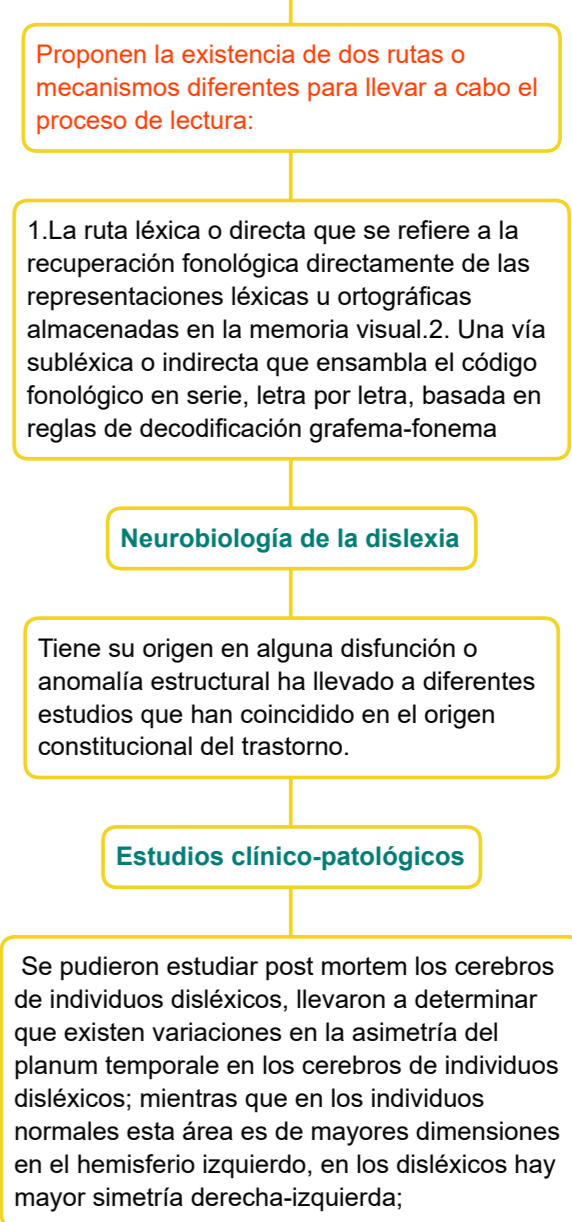 Proponen la existencia de dos rutas o
mecanismos diferentes para llevar a cabo el
proceso de lectura:
1.La ruta léxica o directa que se refiere a la
recuperación fonológica directamente de las
representaciones léxicas u ortográficas
almacenadas en la memoria visual.2. Una vía
subléxica o indirecta que ensambla el código
fonológico en serie, letra por letra, basada en
reglas de decodificación grafema-fonema
Neurobiología de la dislexia
Tiene su origen en alguna disfunción o
anomalía estructural ha llevado a diferentes
estudios que han coincidido en el origen
constitucional del trastorno.
Estudios clínico-patológicos
Se pudieron estudiar post mortem los cerebros
de individuos disléxicos, llevaron a determinar
que existen variaciones en la asimetría del
planum temporale en los cerebros de individuos
disléxicos; mientras que en los individuos
normales esta área es de mayores dimensiones
en el hemisferio izquierdo, en los disléxicos hay
mayor simetría derecha-izquierda;